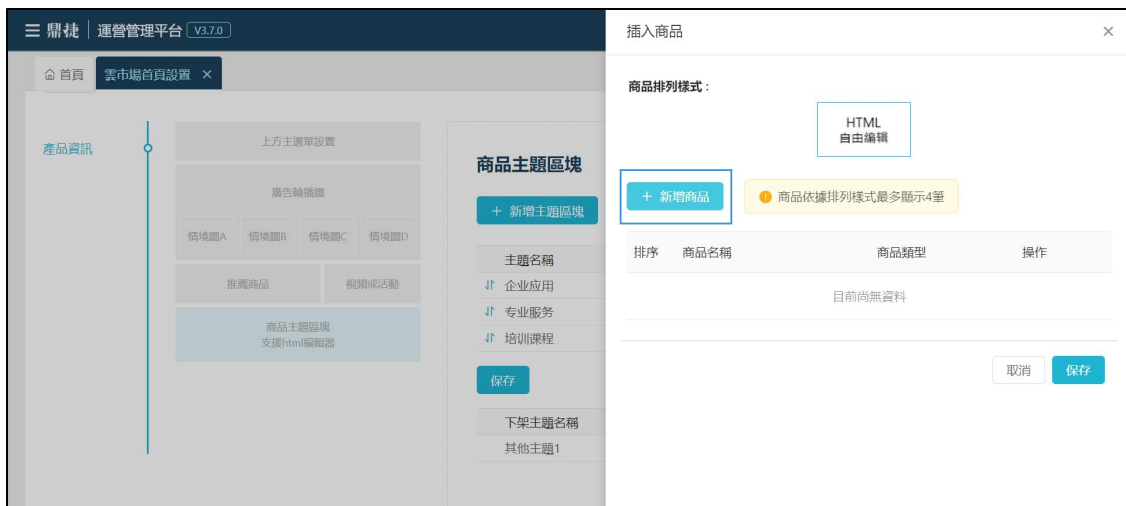 鼎捷 運營管理平台 V3.7.0
首頁 雲市場首頁設置 ×
產品資訊
上方主選單設置
廣告輪播圖
情境圖A 情境圖B 情境圖C 情境圖D
推薦商品 視頻或活動
商品主題區塊
支援html編輯器
商品主題區塊
+ 新增主題區塊
主題名稱
企业应用
专业服务
培训课程
保存
下架主題名稱
其他主題1
插入商品 ×
商品排列樣式：
HTML
自由編輯
+ 新增商品 商品依據排列樣式最多顯示4筆
排序 商品名稱 商品類型 操作
目前尚無資料
取消 保存